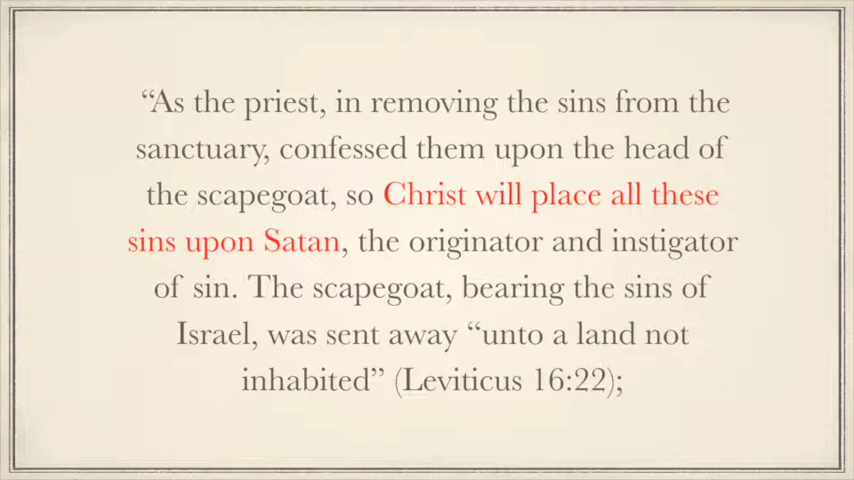 “As the priest, in removing the sins from the
sanctuary, confessed them upon the head of
the scapegoat, so Christ will place all these
sins upon Satan, the originator and instigator
of sin. The scapegoat, bearing the sins of
Israel, was sent away “unto a land not
inhabited” (Leviticus 16:22);